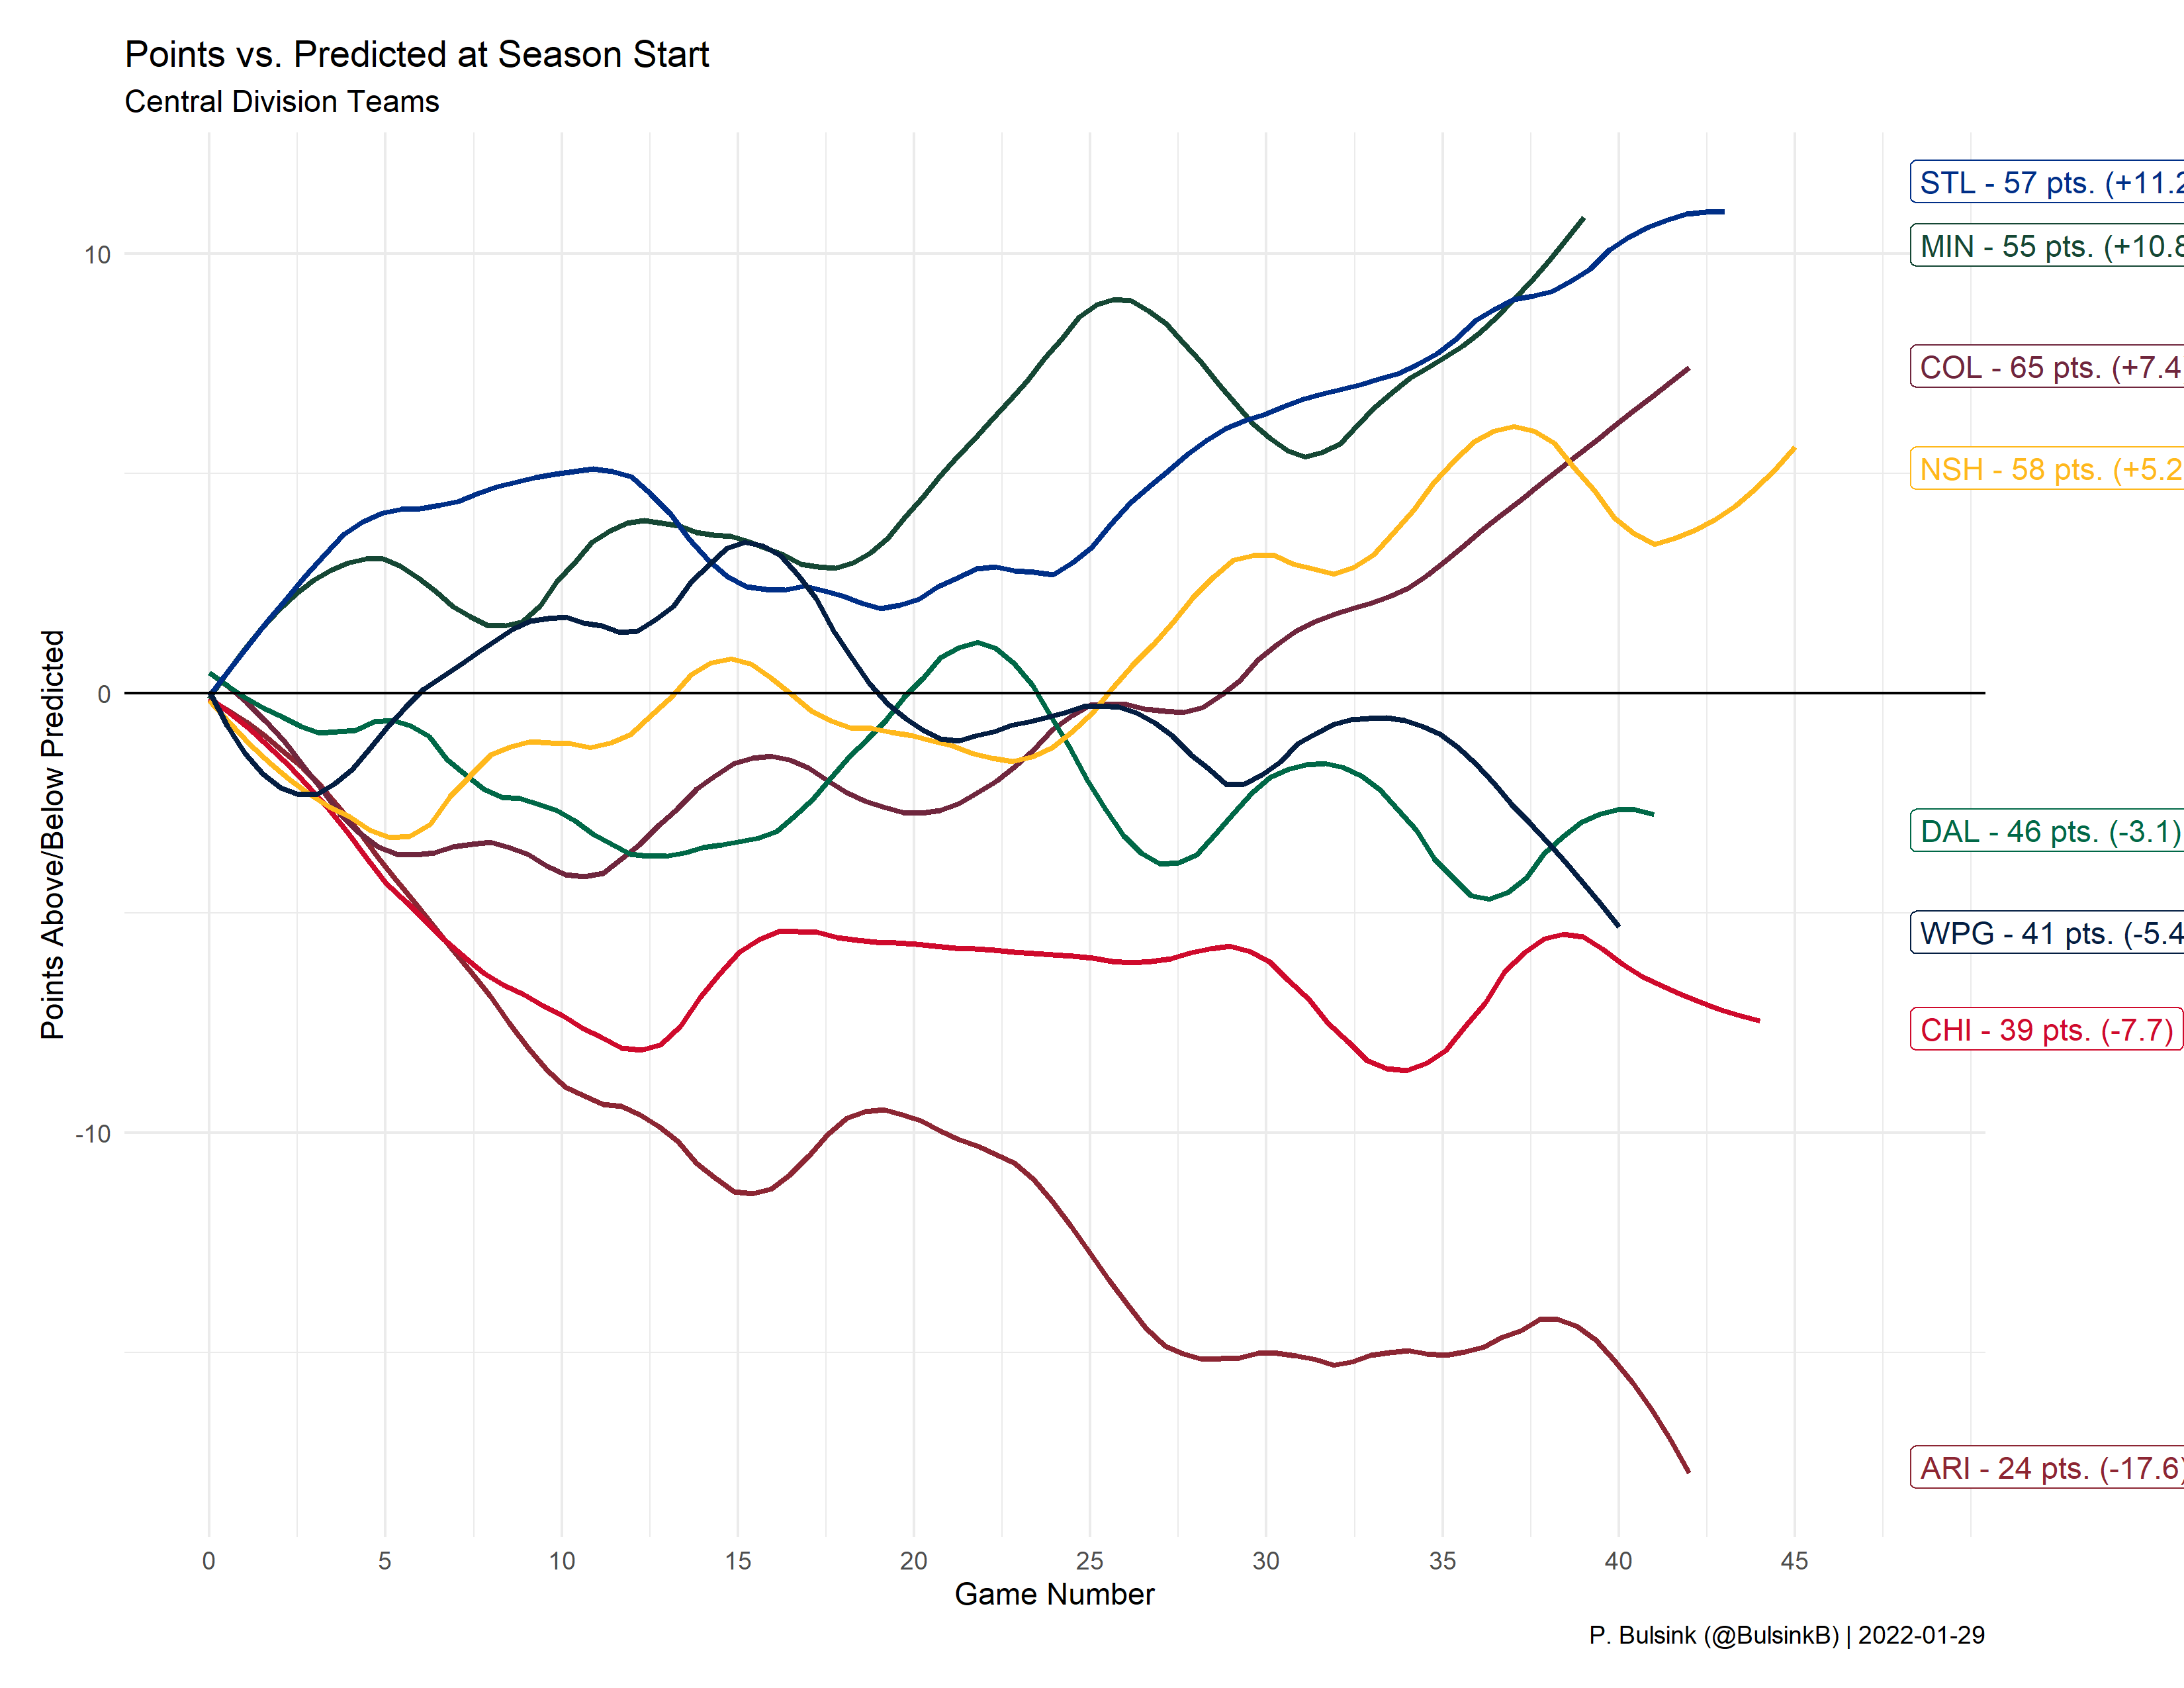 Points vs. Predicted at Season Start
Central Division Teams
STL - 57 pts. (+11.2
MIN - 55 pts. (+10.8
COL - 65 pts. (+7.4
NSH - 58 pts. (+5.2
DAL - 46 pts. (-3.1)
WPG - 41 pts. (-5.4
CHI - 39 pts. (-7.7)
ARI - 24 pts. (-17.6)
Points Above/Below Predicted
10
0
-10
0 5 10 15 20 25 30 35 40 45
Game Number
P. Bulsink (@BulsinkB) | 2022-01-29